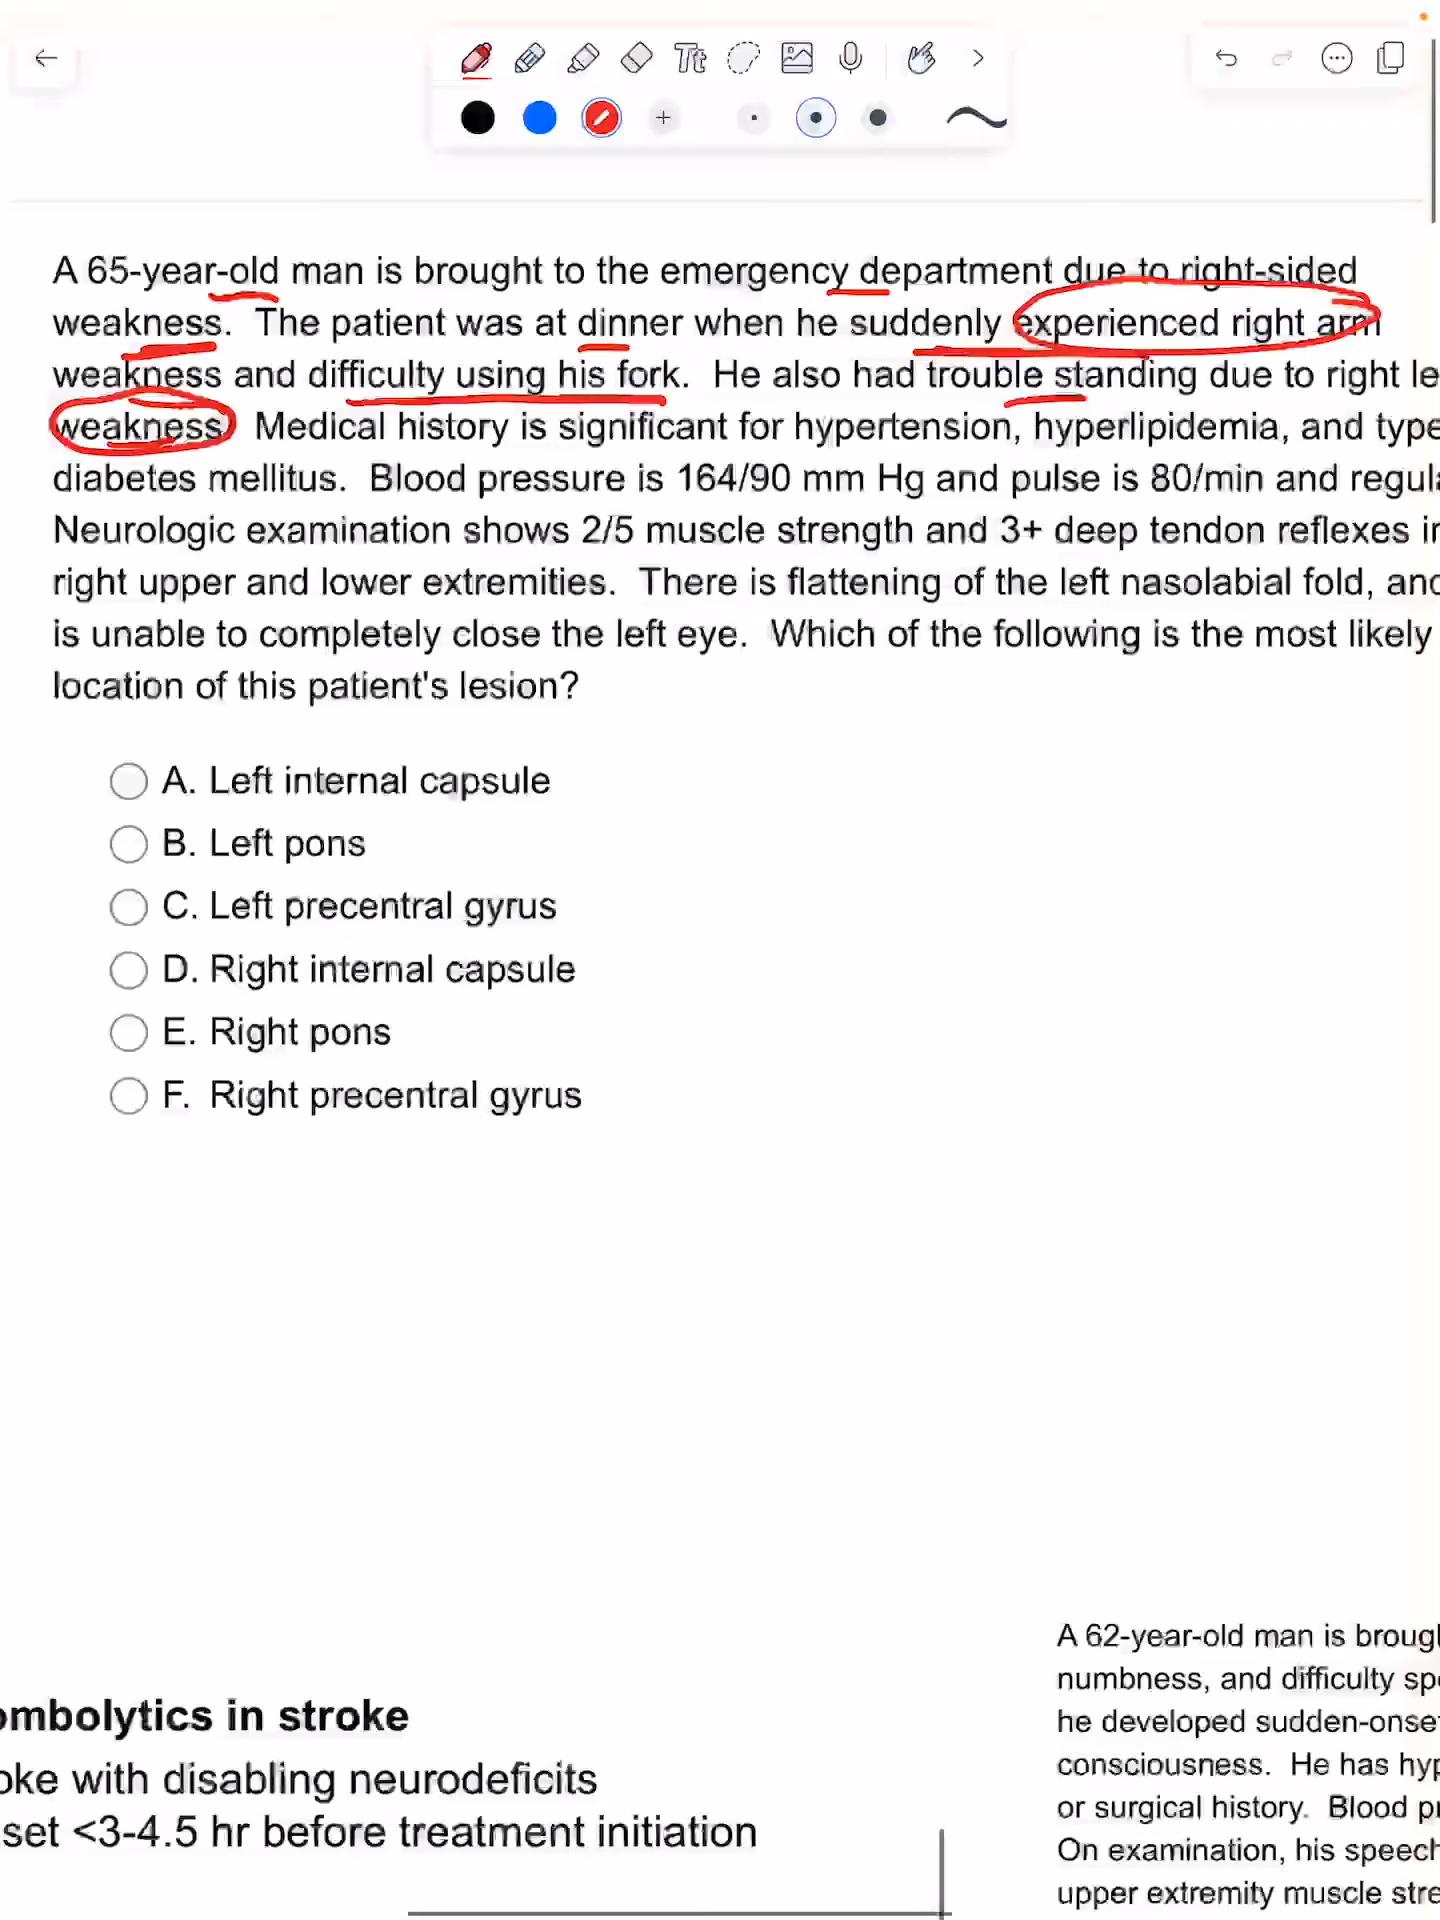 Tt
A 65-year-old man is brought to the emergency department due to right-sided
weakness. The patient was at dinner when he suddenly experienced right arm
weakness and difficulty using his fork. He also had trouble standing due to right le
weakness. Medical history is significant for hypertension, hyperlipidemia, and type
diabetes mellitus. Blood pressure is 164/90 mm Hg and pulse is 80/min and regula
Neurologic examination shows 2/5 muscle strength and 3+ deep tendon reflexes in
right upper and lower extremities. There is flattening of the left nasolabial fold, and
is unable to completely close the left eye. Which of the following is the most likely
location of this patient's lesion?
A. Left internal capsule
B. Left pons
C. Left precentral gyrus
D. Right internal capsule
E. Right pons
F. Right precentral gyrus
ombolytics in stroke
oke with disabling neurodeficits
set <3-4.5 hr before treatment initiation
A 62-year-old man is brough
numbness, and difficulty spe
he developed sudden-onset
consciousness. He has hyp
or surgical history. Blood pr
On examination, his speech
upper extremity muscle stre